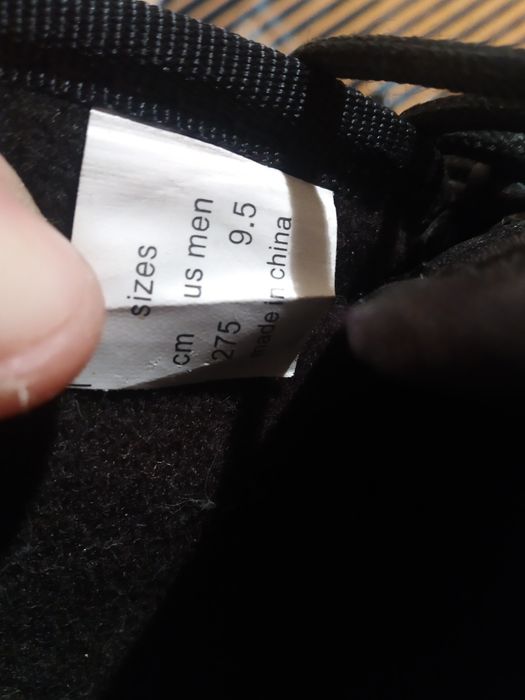 sizes
cm us men
275 9.5
made in china